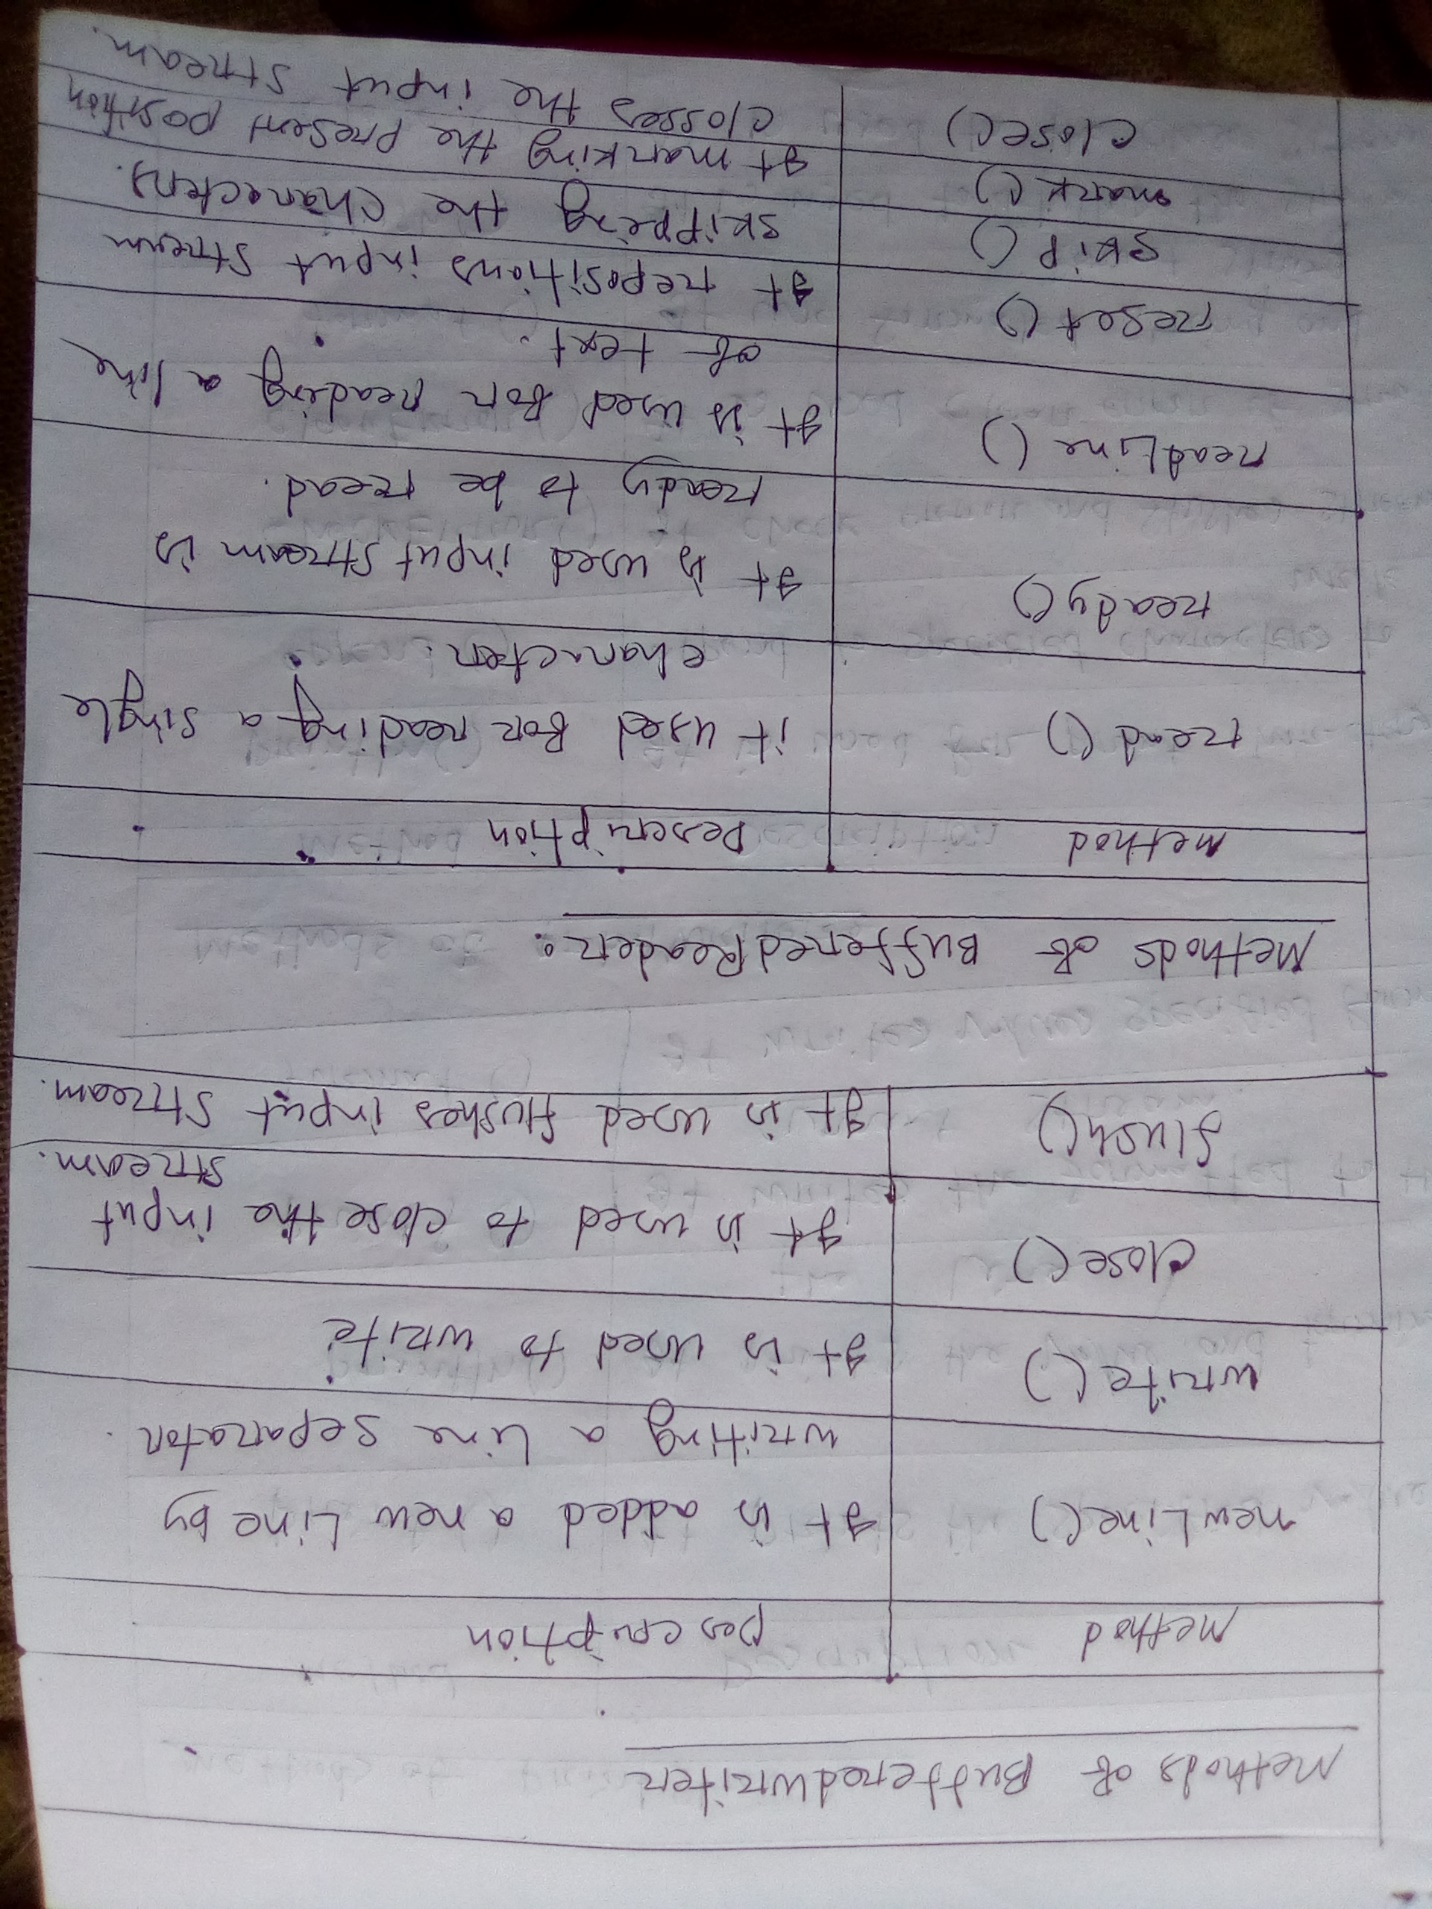 Methods of BufferedWriter
Method Description
newLine() It is added a new Line by
writing a line separator.
write() It is used to write
close() It is used to close the input
stream.
flush() It is used flushes input stream.
Methods of BufferedReader:
Method Description
read() it used for reading a single
character.
ready() It is used input stream is
ready to be read.
readLine() It is used for reading a line
of text.
reset() It repositions input stream
skip() skipping the characters.
mark() It marking the present position
close() closses the input stream.